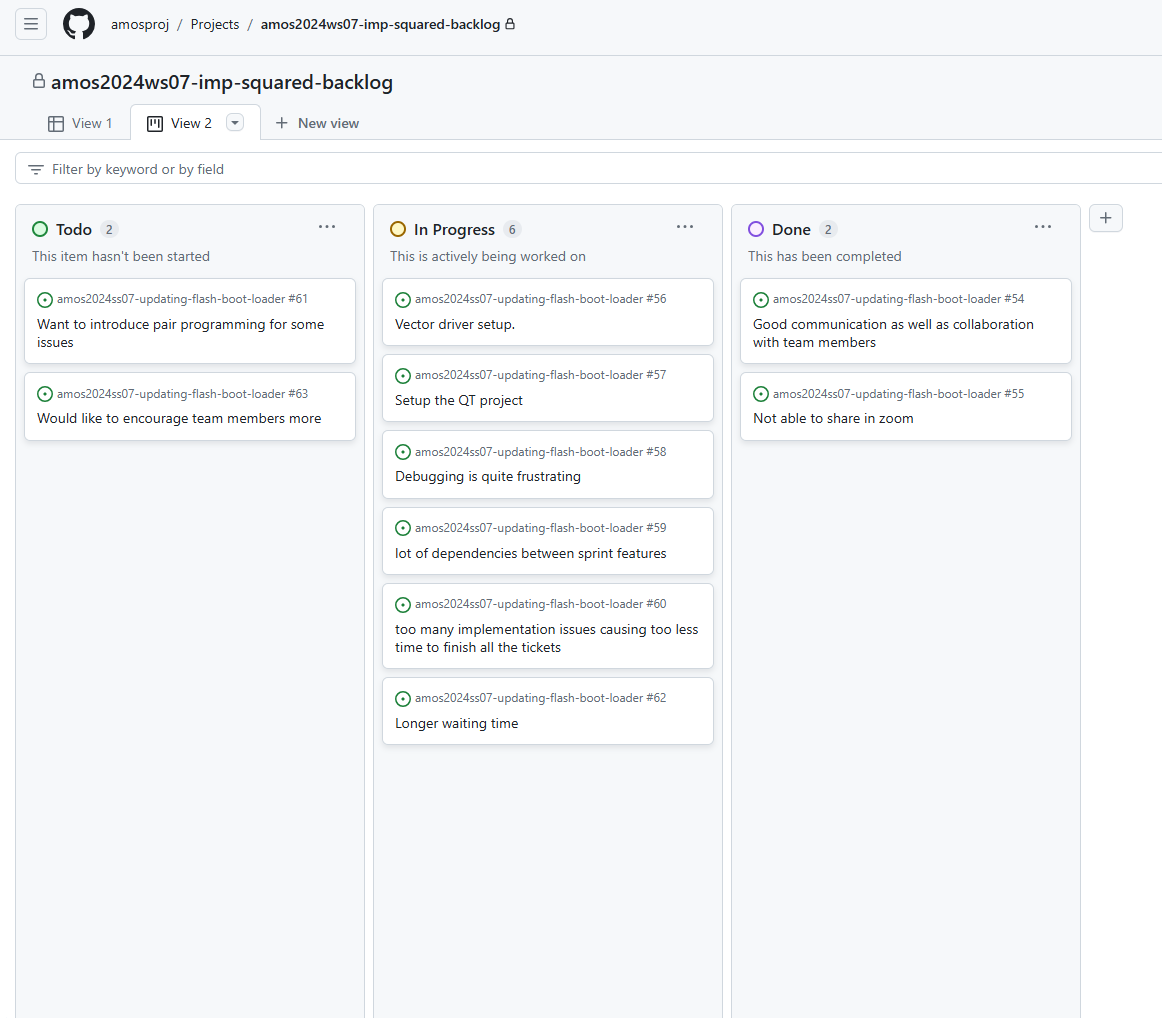 amosproj / Projects / amos2024ws07-imp-squared-backlog
amos2024ws07-imp-squared-backlog
View 1
View 2
New view
Filter by keyword or by field
Todo 2
This item hasn't been started
amos2024ss07-updating-flash-boot-loader #61
Want to introduce pair programming for some
issues
amos2024ss07-updating-flash-boot-loader #63
Would like to encourage team members more
In Progress 6
This is actively being worked on
amos2024ss07-updating-flash-boot-loader #56
Vector driver setup.
amos2024ss07-updating-flash-boot-loader #57
Setup the QT project
amos2024ss07-updating-flash-boot-loader #58
Debugging is quite frustrating
amos2024ss07-updating-flash-boot-loader #59
lot of dependencies between sprint features
amos2024ss07-updating-flash-boot-loader #60
too many implementation issues causing too less
time to finish all the tickets
amos2024ss07-updating-flash-boot-loader #62
Longer waiting time
Done 2
This has been completed
amos2024ss07-updating-flash-boot-loader #54
Good communication as well as collaboration
with team members
amos2024ss07-updating-flash-boot-loader #55
Not able to share in zoom